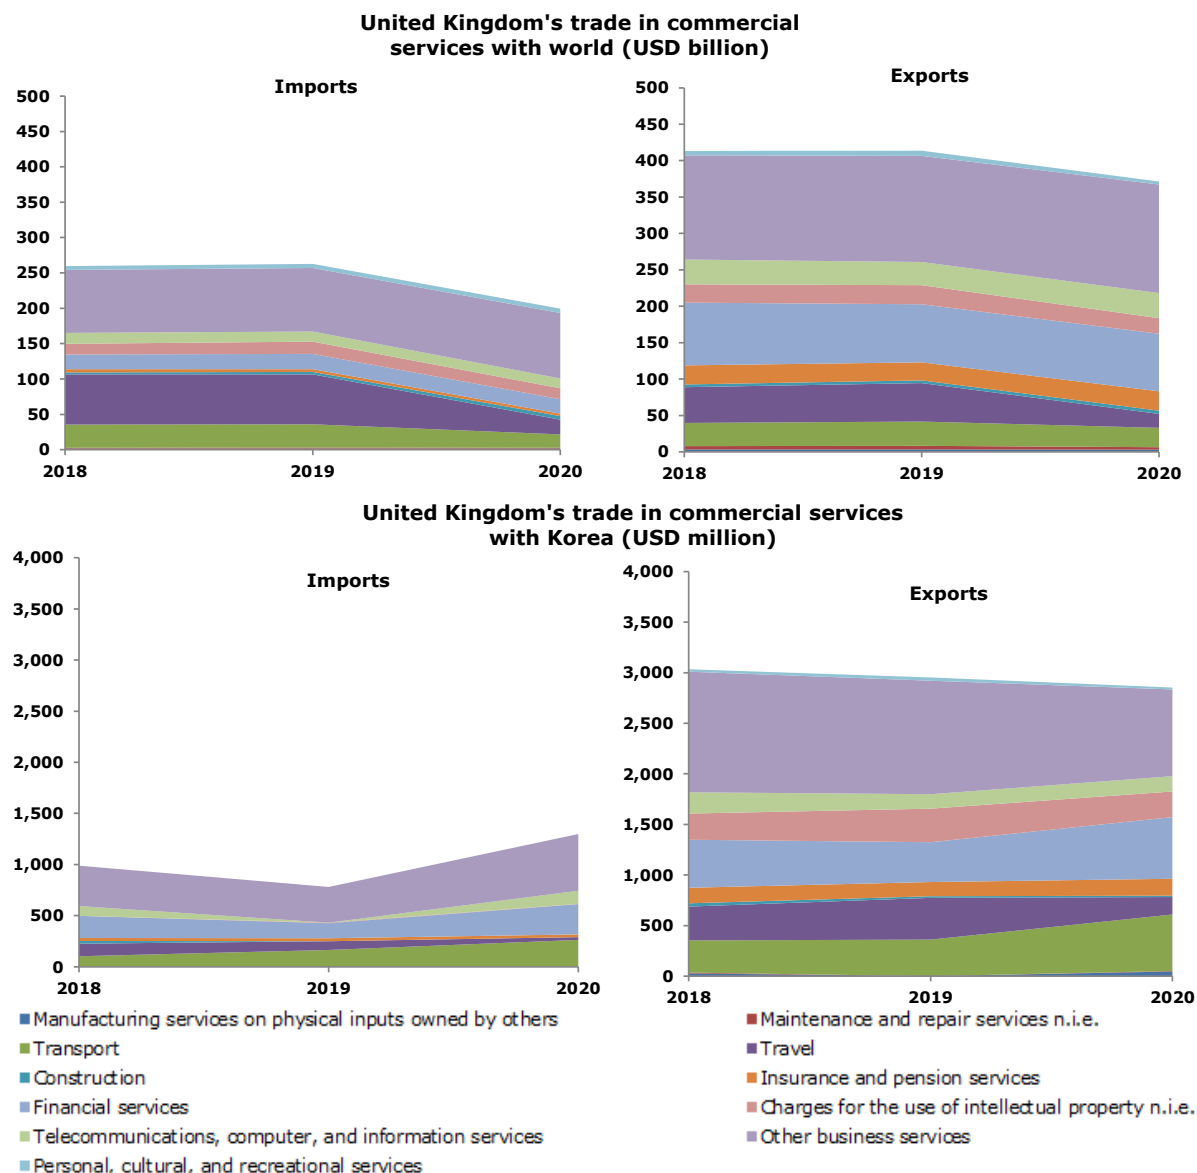 United Kingdom's trade in commercial
services with world (USD billion)
Imports
500
450
400
350
300
250
200
150
100
50
0
2018 2019 2020
Exports
500
450
400
350
300
250
200
150
100
50
0
2018 2019 2020
United Kingdom's trade in commercial services
with Korea (USD million)
Imports
4,000
3,500
3,000
2,500
2,000
1,500
1,000
500
0
2018 2019 2020
Exports
4,000
3,500
3,000
2,500
2,000
1,500
1,000
500
0
2018 2019 2020
Manufacturing services on physical inputs owned by others
Maintenance and repair services n.i.e.
Transport
Travel
Construction
Insurance and pension services
Financial services
Charges for the use of intellectual property n.i.e.
Telecommunications, computer, and information services
Other business services
Personal, cultural, and recreational services